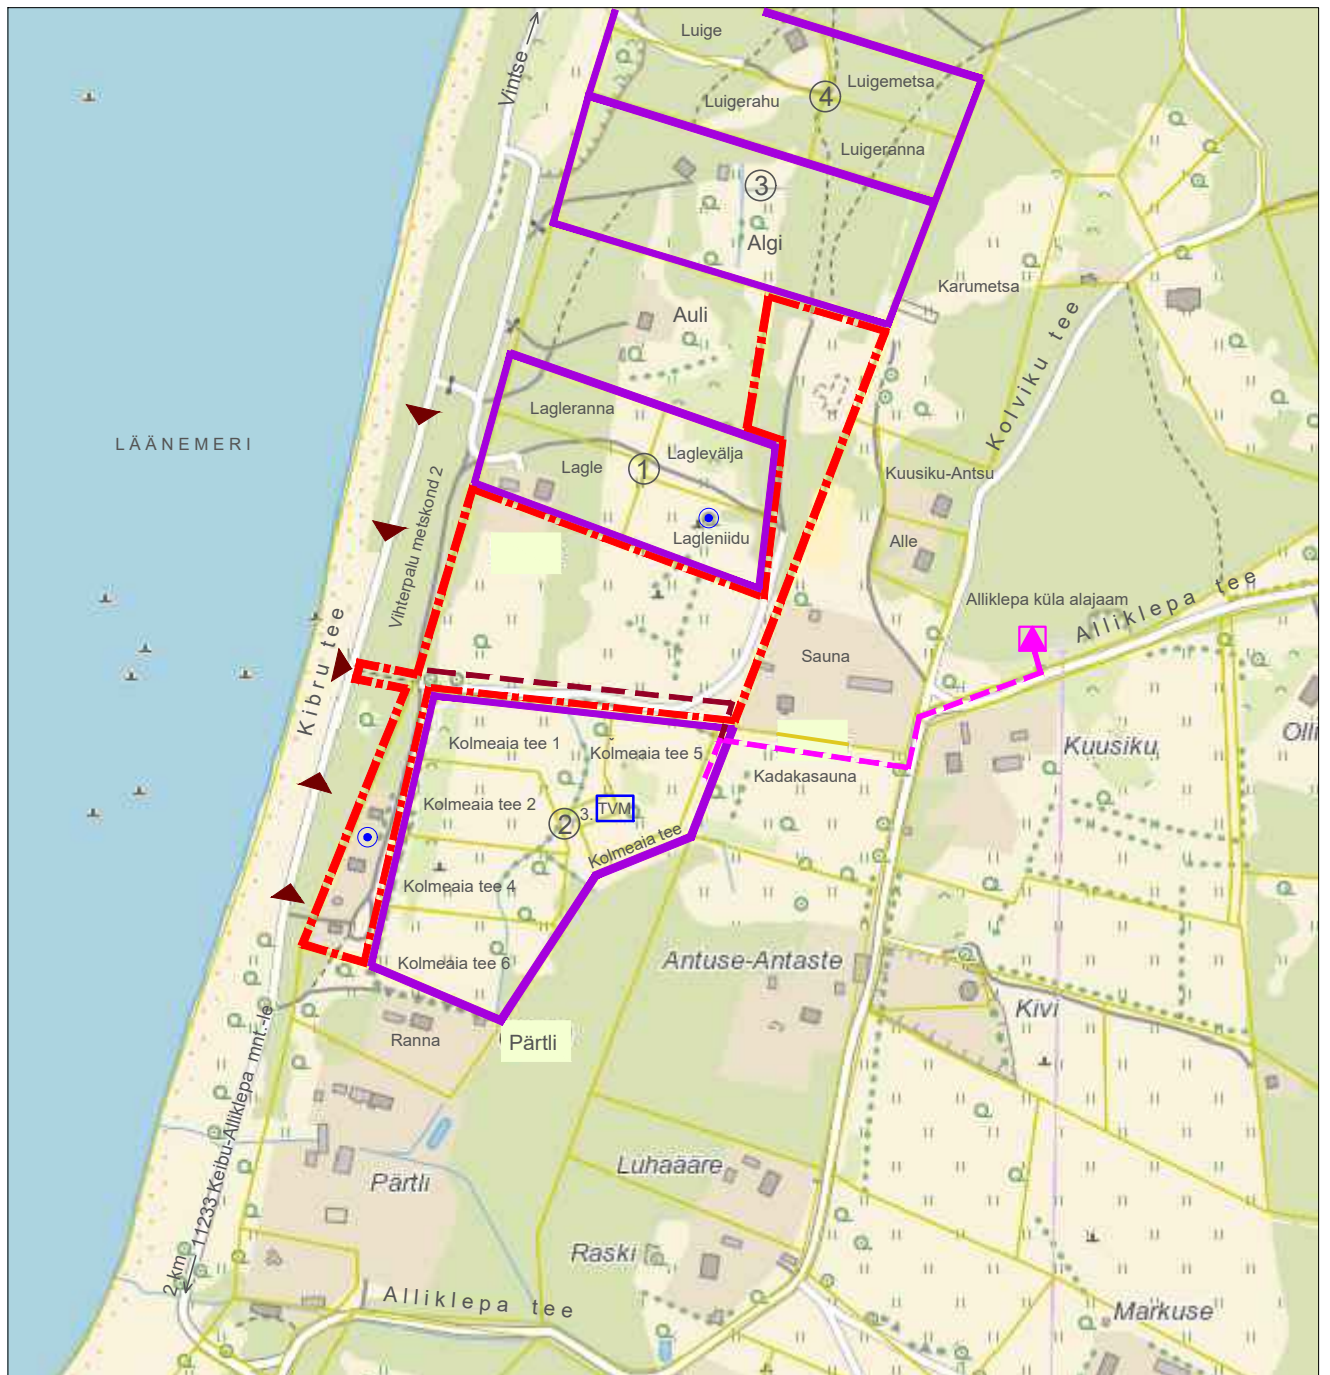 Luige
Vintse
Luigemetsa
4
Luigerahu
Luigeranna
3
Algi
Karumetsa
Auli
Kolviku tee
Lagleranna
LÄÄNEMERI
Laglevälja
Lagle
1
Kuusiku-Antsu
Vihterpalu metskond 2
Lagleniidu
Alle
Alliklepa küla alajaam
Alliklepa tee
Kibru tee
Sauna
Kolmeaia tee 1
Kolmeaia tee 5
Kuusiku
Olli
Kadakasauna
Kolmeaia tee 2
2
3.
TVM
Kolmeaia tee
Kolmeaia tee 4
Kolmeaia tee 6
Antuse-Antaste
Kivi
Ranna
Pärtli
11233 Keibu-Alliklepa mnt.-le
2 km
Luhaääre
Pärtli
Raski
Alliklepa tee
Markuse